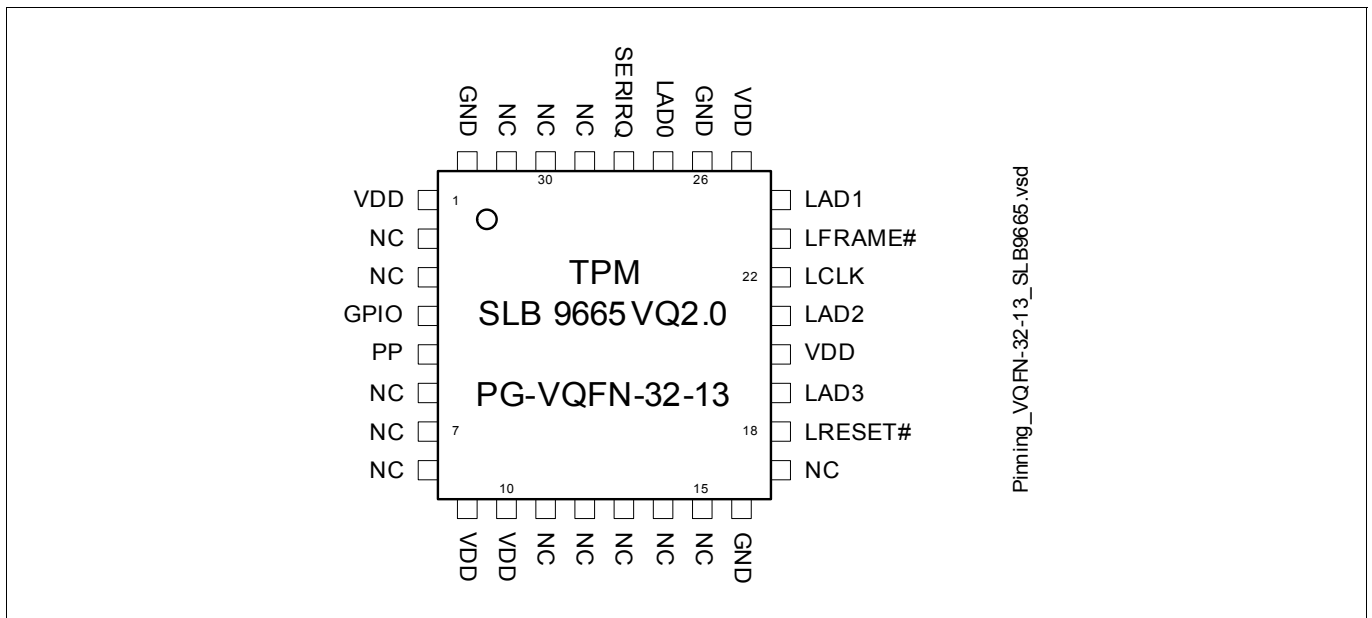 GND
NC
NC
NC
SERIRQ
LAD0
GND
VDD
30
26
VDD
1
LAD1
NC
LFRAME#
NC
TPM
22
LCLK
GPIO
SLB 9665 VQ2.0
LAD2
PP
VDD
NC
PG-VQFN-32-13
LAD3
NC
7
18
LRESET#
NC
NC
10
15
VDD
VDD
NC
NC
NC
NC
NC
GND
Pinning_VQFN-32-13_SLB9665.vsd